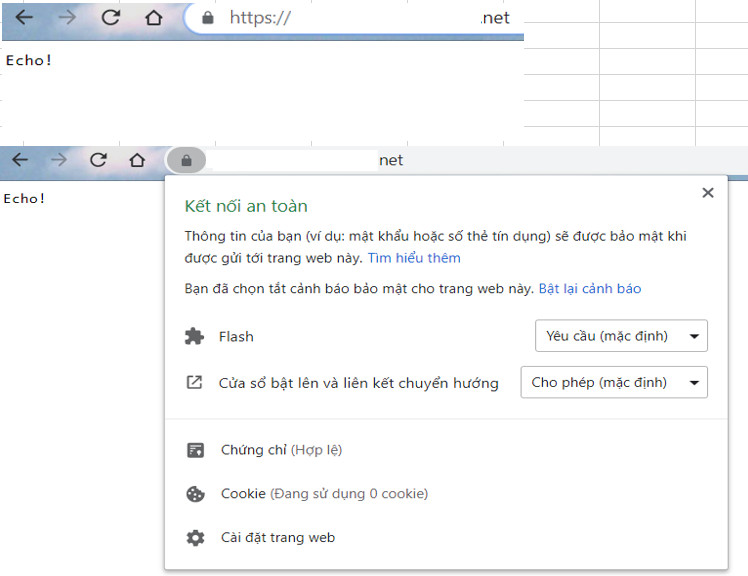 https://
.net
Echo!
net
Echo!
Kết nối an toàn
Thông tin của bạn (ví dụ: mật khẩu hoặc số thẻ tín dụng) sẽ được bảo mật khi
được gửi tới trang web này. Tìm hiểu thêm
Bạn đã chọn tắt cảnh báo bảo mật cho trang web này. Bật lại cảnh báo
Flash
Yêu cầu (mặc định)
Cửa sổ bật lên và liên kết chuyển hướng
Cho phép (mặc định)
Chứng chỉ (Hợp lệ)
Cookie (Đang sử dụng 0 cookie)
Cài đặt trang web